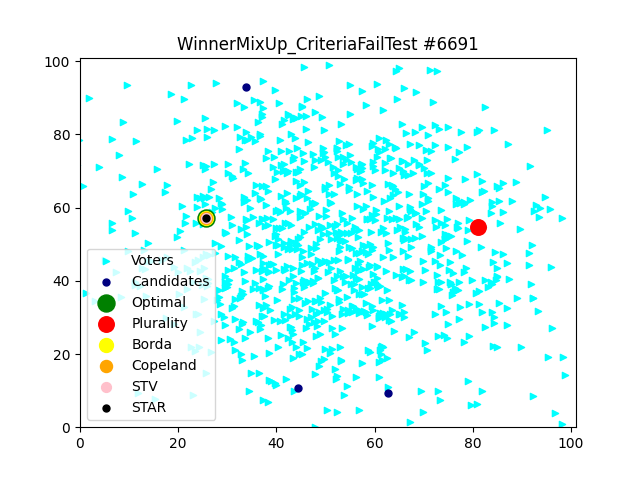 WinnerMixUp_CriteriaFailTest #6691
100
80
60
40
20
0
0
20
40
60
80
100
Voters
Candidates
Optimal
Plurality
Borda
Copeland
STV
STAR